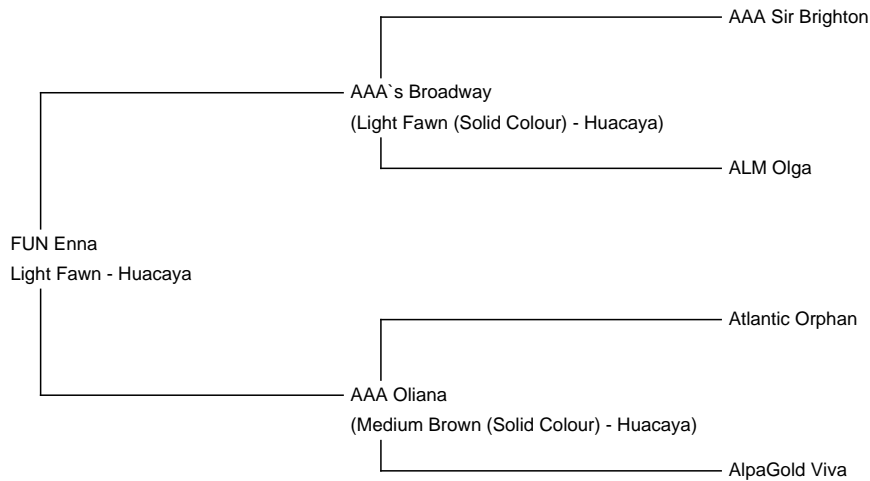 AAA Sir Brighton
AAA`s Broadway
(Light Fawn (Solid Colour) - Huacaya)
ALM Olga
FUN Enna
Light Fawn - Huacaya
Atlantic Orphan
AAA Oliana
(Medium Brown (Solid Colour) - Huacaya)
AlpaGold Viva